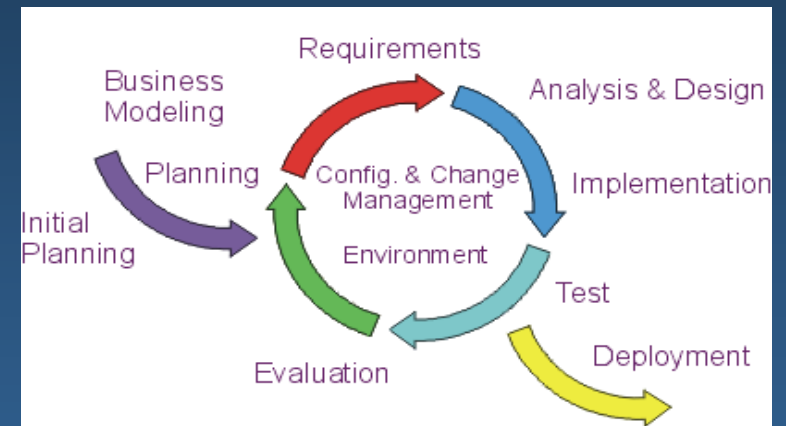 Requirements
Business
Modeling
Analysis & Design
Planning
Config. & Change
Management
Implementation
Initial
Planning
Environment
Test
Deployment
Evaluation